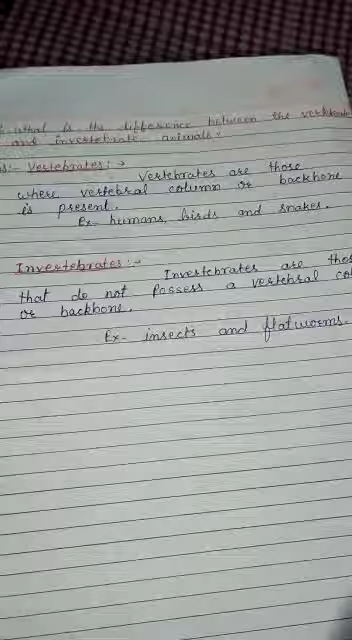 what is the difference between the vertebrate
and invertebrate animals?
Vertebrates :- →
Vertebrates are those
where vertebral column or backbone
is present.
Ex- humans, birds and snakes.
Invertebrates :-
Invertebrates are thos
that do not possess a vertebral col
or backbone.
Ex- insects and flatworms.